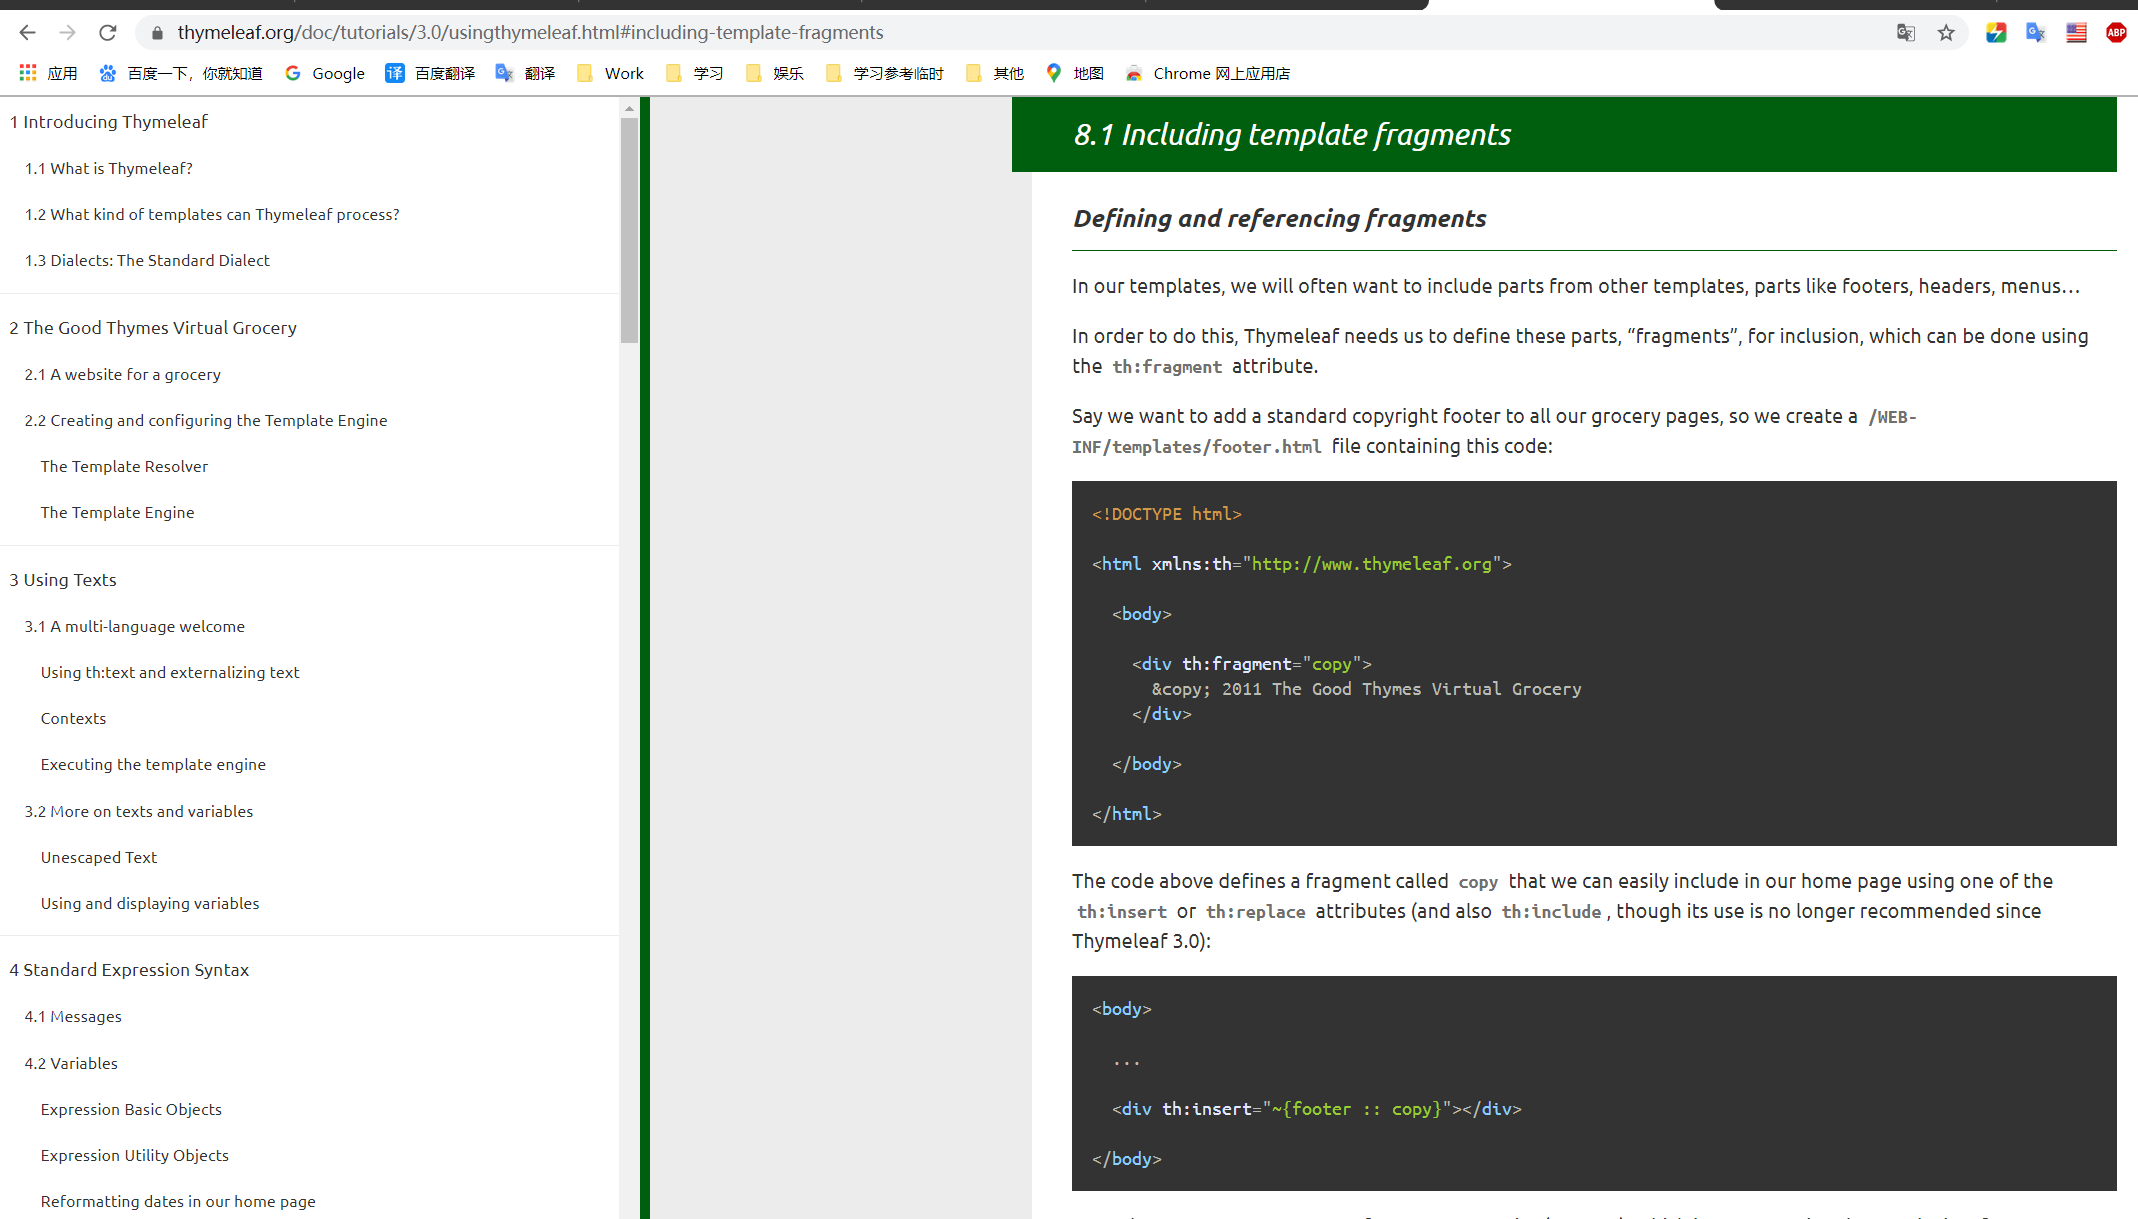 thymeleaf.org/doc/tutorials/3.0/usingthymeleaf.html#including-template-fragments
ABP
应用
百度一下，你就知道
Google
译 百度翻译
翻译
Work
学习
娱乐
学习参考临时
其他
地图
Chrome 网上应用店
1 Introducing Thymeleaf
1.1 What is Thymeleaf?
1.2 What kind of templates can Thymeleaf process?
1.3 Dialects: The Standard Dialect
2 The Good Thymes Virtual Grocery
2.1 A website for a grocery
2.2 Creating and configuring the Template Engine
The Template Resolver
The Template Engine
3 Using Texts
3.1 A multi-language welcome
Using th:text and externalizing text
Contexts
Executing the template engine
3.2 More on texts and variables
Unescaped Text
Using and displaying variables
4 Standard Expression Syntax
4.1 Messages
4.2 Variables
Expression Basic Objects
Expression Utility Objects
Reformatting dates in our home page
8.1 Including template fragments
Defining and referencing fragments
In our templates, we will often want to include parts from other templates, parts like footers, headers, menus…
In order to do this, Thymeleaf needs us to define these parts, “fragments”, for inclusion, which can be done using
the th:fragment attribute.
Say we want to add a standard copyright footer to all our grocery pages, so we create a /WEB-
INF/templates/footer.html file containing this code:
<!DOCTYPE html>
<html xmlns:th="http://www.thymeleaf.org">
<body>
<div th:fragment="copy">
&copy; 2011 The Good Thymes Virtual Grocery
</div>
</body>
</html>
The code above defines a fragment called copy that we can easily include in our home page using one of the
th:insert or th:replace attributes (and also th:include, though its use is no longer recommended since
Thymeleaf 3.0):
<body>
...
<div th:insert="~{footer :: copy}"></div>
</body>